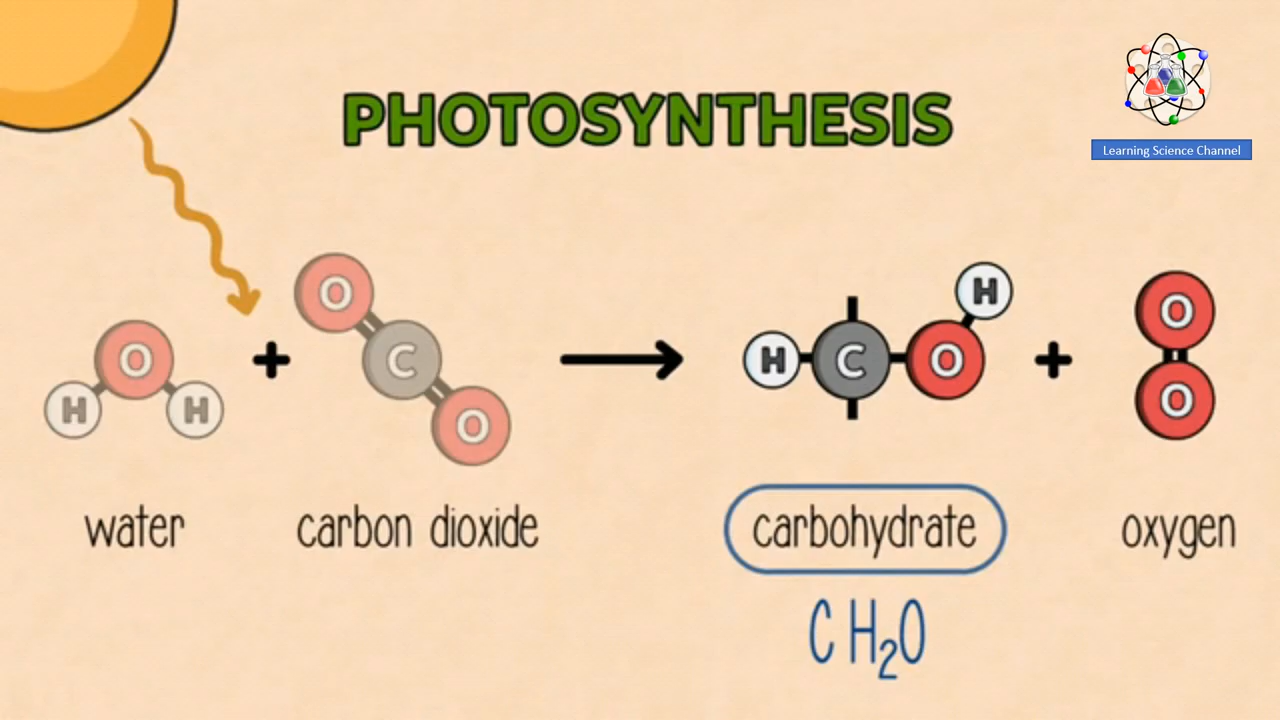 PHOTOSYNTHESIS
Learning Science Channel
O
H H
+
O
C
O
H C O H
+
O
O
water
carbon dioxide
carbohydrate
oxygen
C H₂O